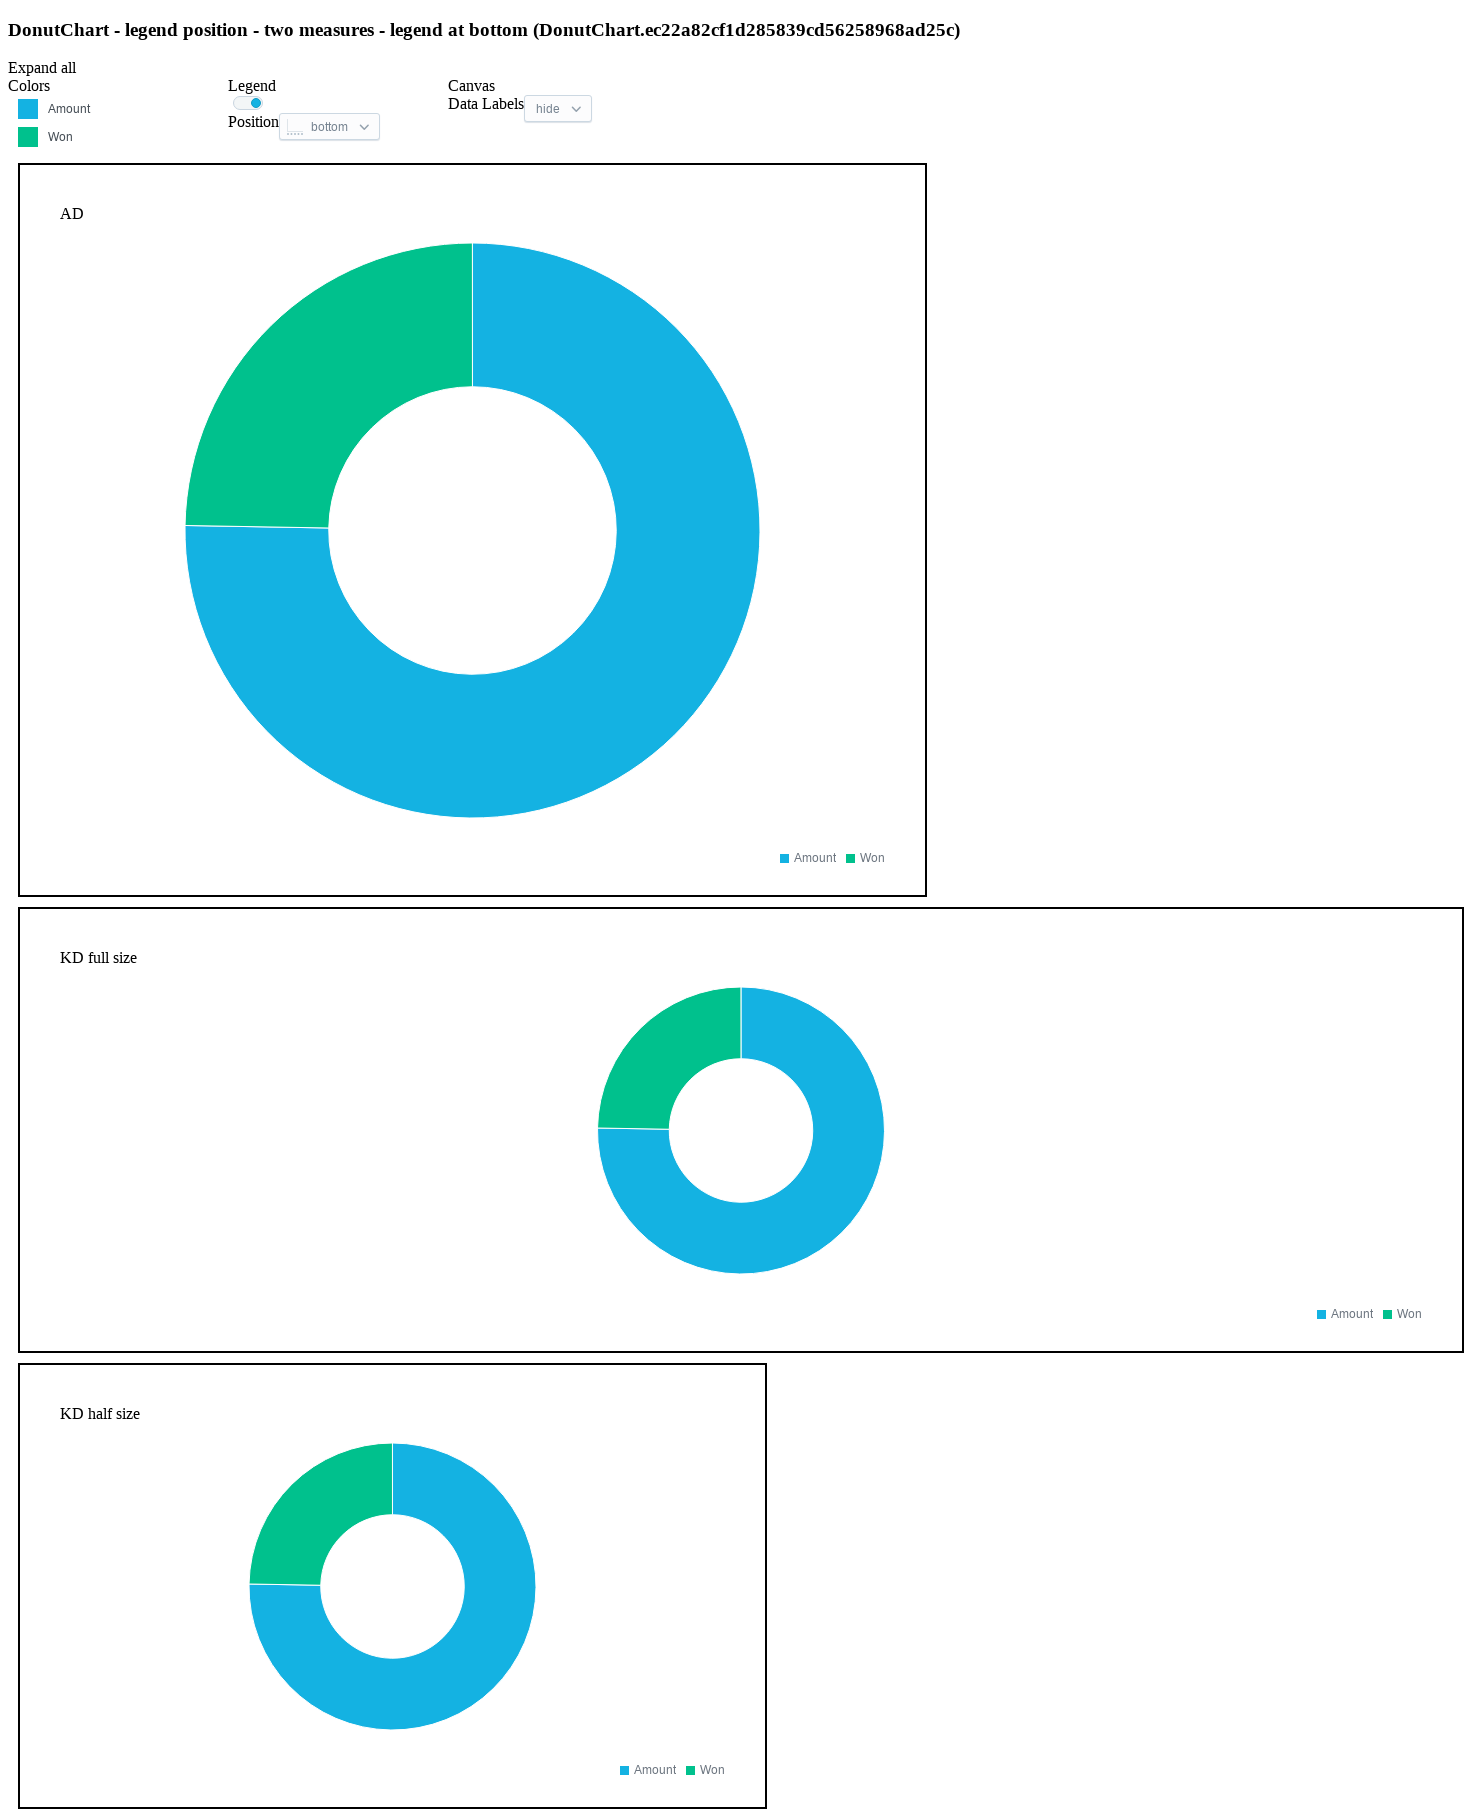 DonutChart - legend position - two measures - legend at bottom (DonutChart.ec22a82cf1d285839cd56258968ad25c)
Expand all
Colors
Amount
Won
Legend
Position bottom
Canvas
Data Labels hide
AD
Amount Won
KD full size
Amount Won
KD half size
Amount Won